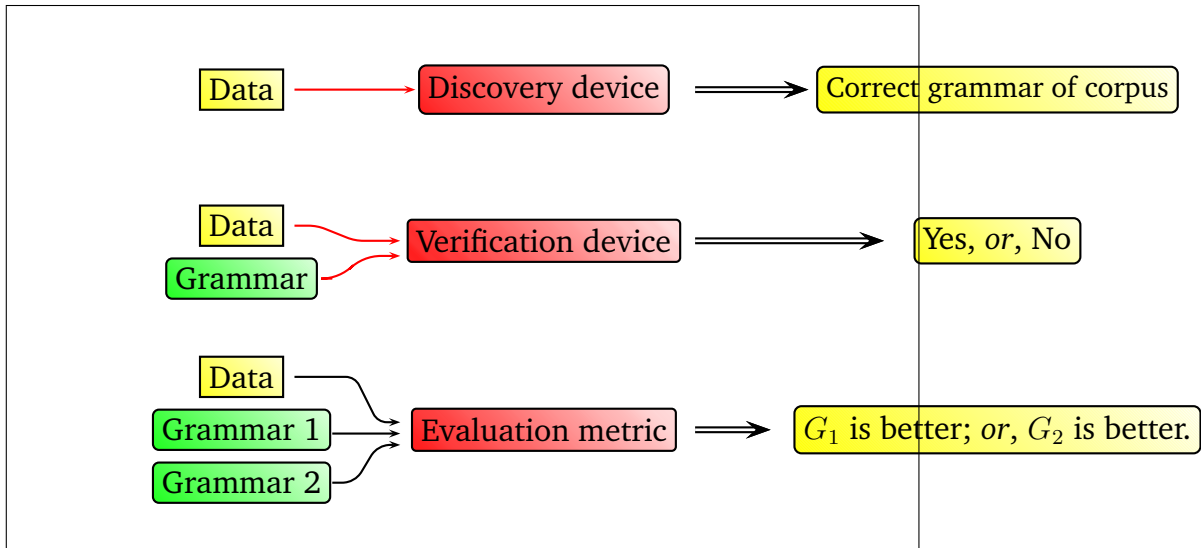 Data
Discovery device
Correct grammar of corpus
Data
Grammar
Verification device
Yes, or, No
Data
Grammar 1
Grammar 2
Evaluation metric
G₁ is better; or, G₂ is better.